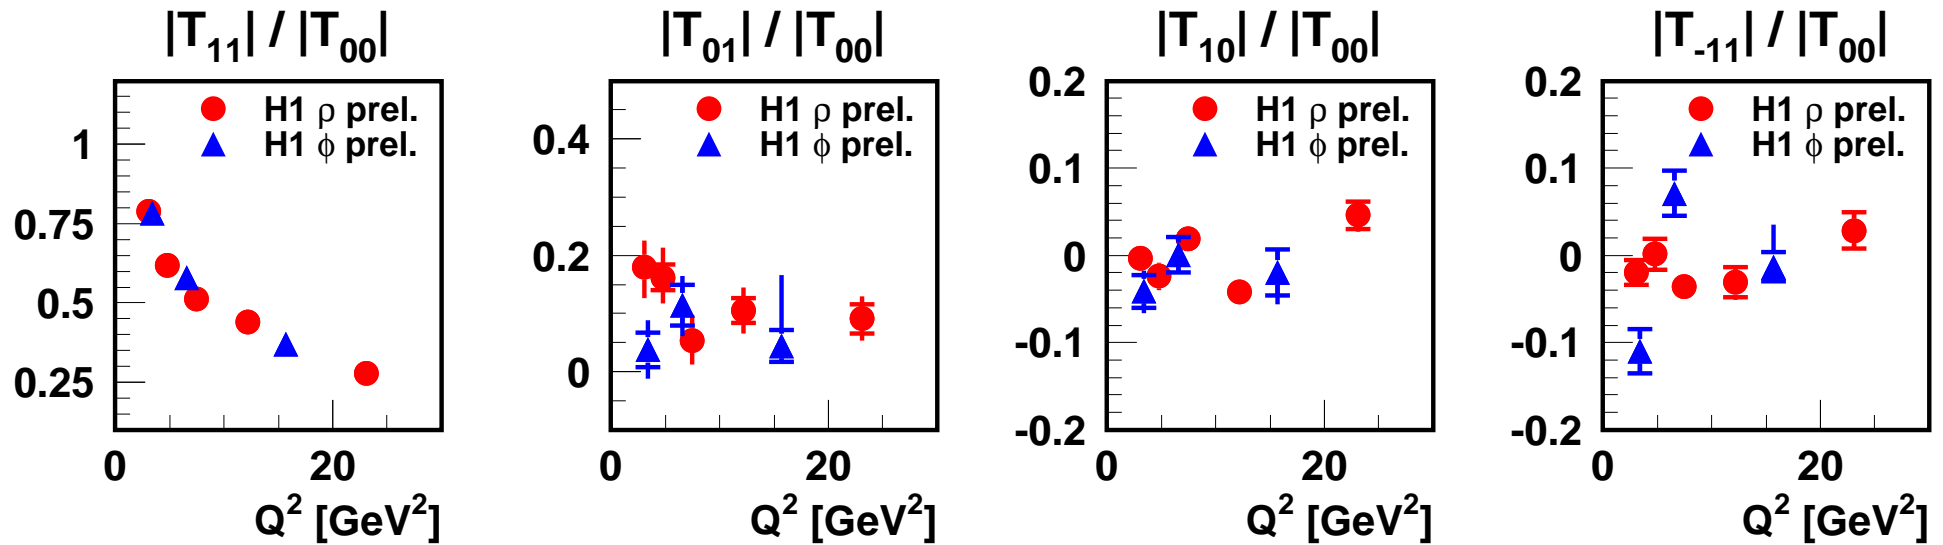 |T11| / |T00|
H1 ρ prel.
H1 ϕ prel.
1
0.75
0.5
0.25
0
20
Q² [GeV²]
|T01| / |T00|
H1 ρ prel.
H1 ϕ prel.
0.4
0.2
0
0
20
Q² [GeV²]
|T10| / |T00|
H1 ρ prel.
H1 ϕ prel.
0.2
0.1
0
-0.1
-0.2
0
20
Q² [GeV²]
|T-11| / |T00|
H1 ρ prel.
H1 ϕ prel.
0.2
0.1
0
-0.1
-0.2
0
20
Q² [GeV²]